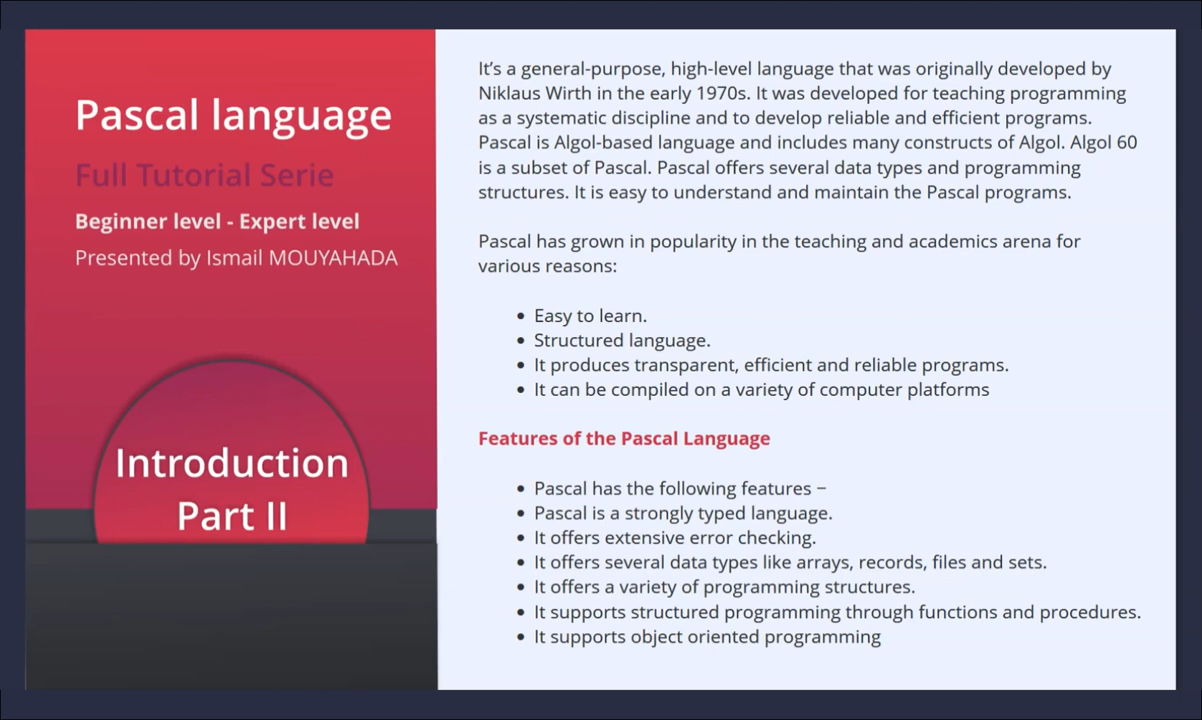 Pascal language
Full Tutorial Serie
Beginner level - Expert level
Presented by Ismail MOUYAHADA
Introduction
Part II
It's a general-purpose, high-level language that was originally developed by
Niklaus Wirth in the early 1970s. It was developed for teaching programming
as a systematic discipline and to develop reliable and efficient programs.
Pascal is Algol-based language and includes many constructs of Algol. Algol 60
is a subset of Pascal. Pascal offers several data types and programming
structures. It is easy to understand and maintain the Pascal programs.
Pascal has grown in popularity in the teaching and academics arena for
various reasons:
• Easy to learn.
• Structured language.
• It produces transparent, efficient and reliable programs.
• It can be compiled on a variety of computer platforms
Features of the Pascal Language
• Pascal has the following features −
• Pascal is a strongly typed language.
• It offers extensive error checking.
• It offers several data types like arrays, records, files and sets.
• It offers a variety of programming structures.
• It supports structured programming through functions and procedures.
• It supports object oriented programming